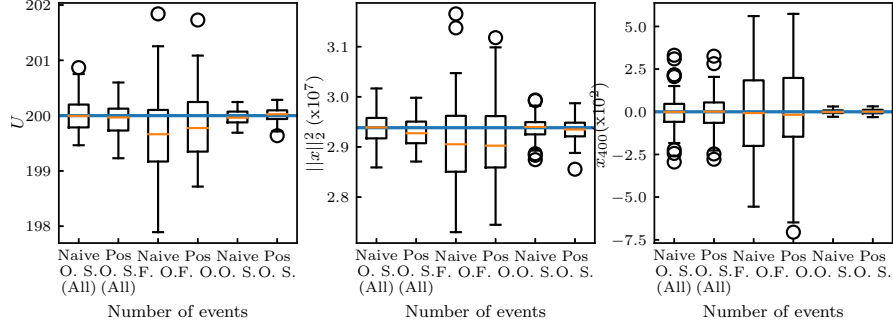 202
201
200
199
198
U
Naive Pos Naive Pos Naive Pos
O. S. O. S. F. O. F. O. O. S. O. S.
(All) (All)
Number of events
3.1
3.0
2.9
2.8
||x||²₂ (x10⁷)
Naive Pos Naive Pos Naive Pos
O. S. O. S. F. O. F. O. O. S. O. S.
(All) (All)
Number of events
5.0
2.5
0.0
−2.5
−5.0
−7.5
x₄₀₀(x10²)
Naive Pos Naive Pos Naive Pos
O. S. O. S. F. O. F. O. O. S. O. S.
(All) (All)
Number of events